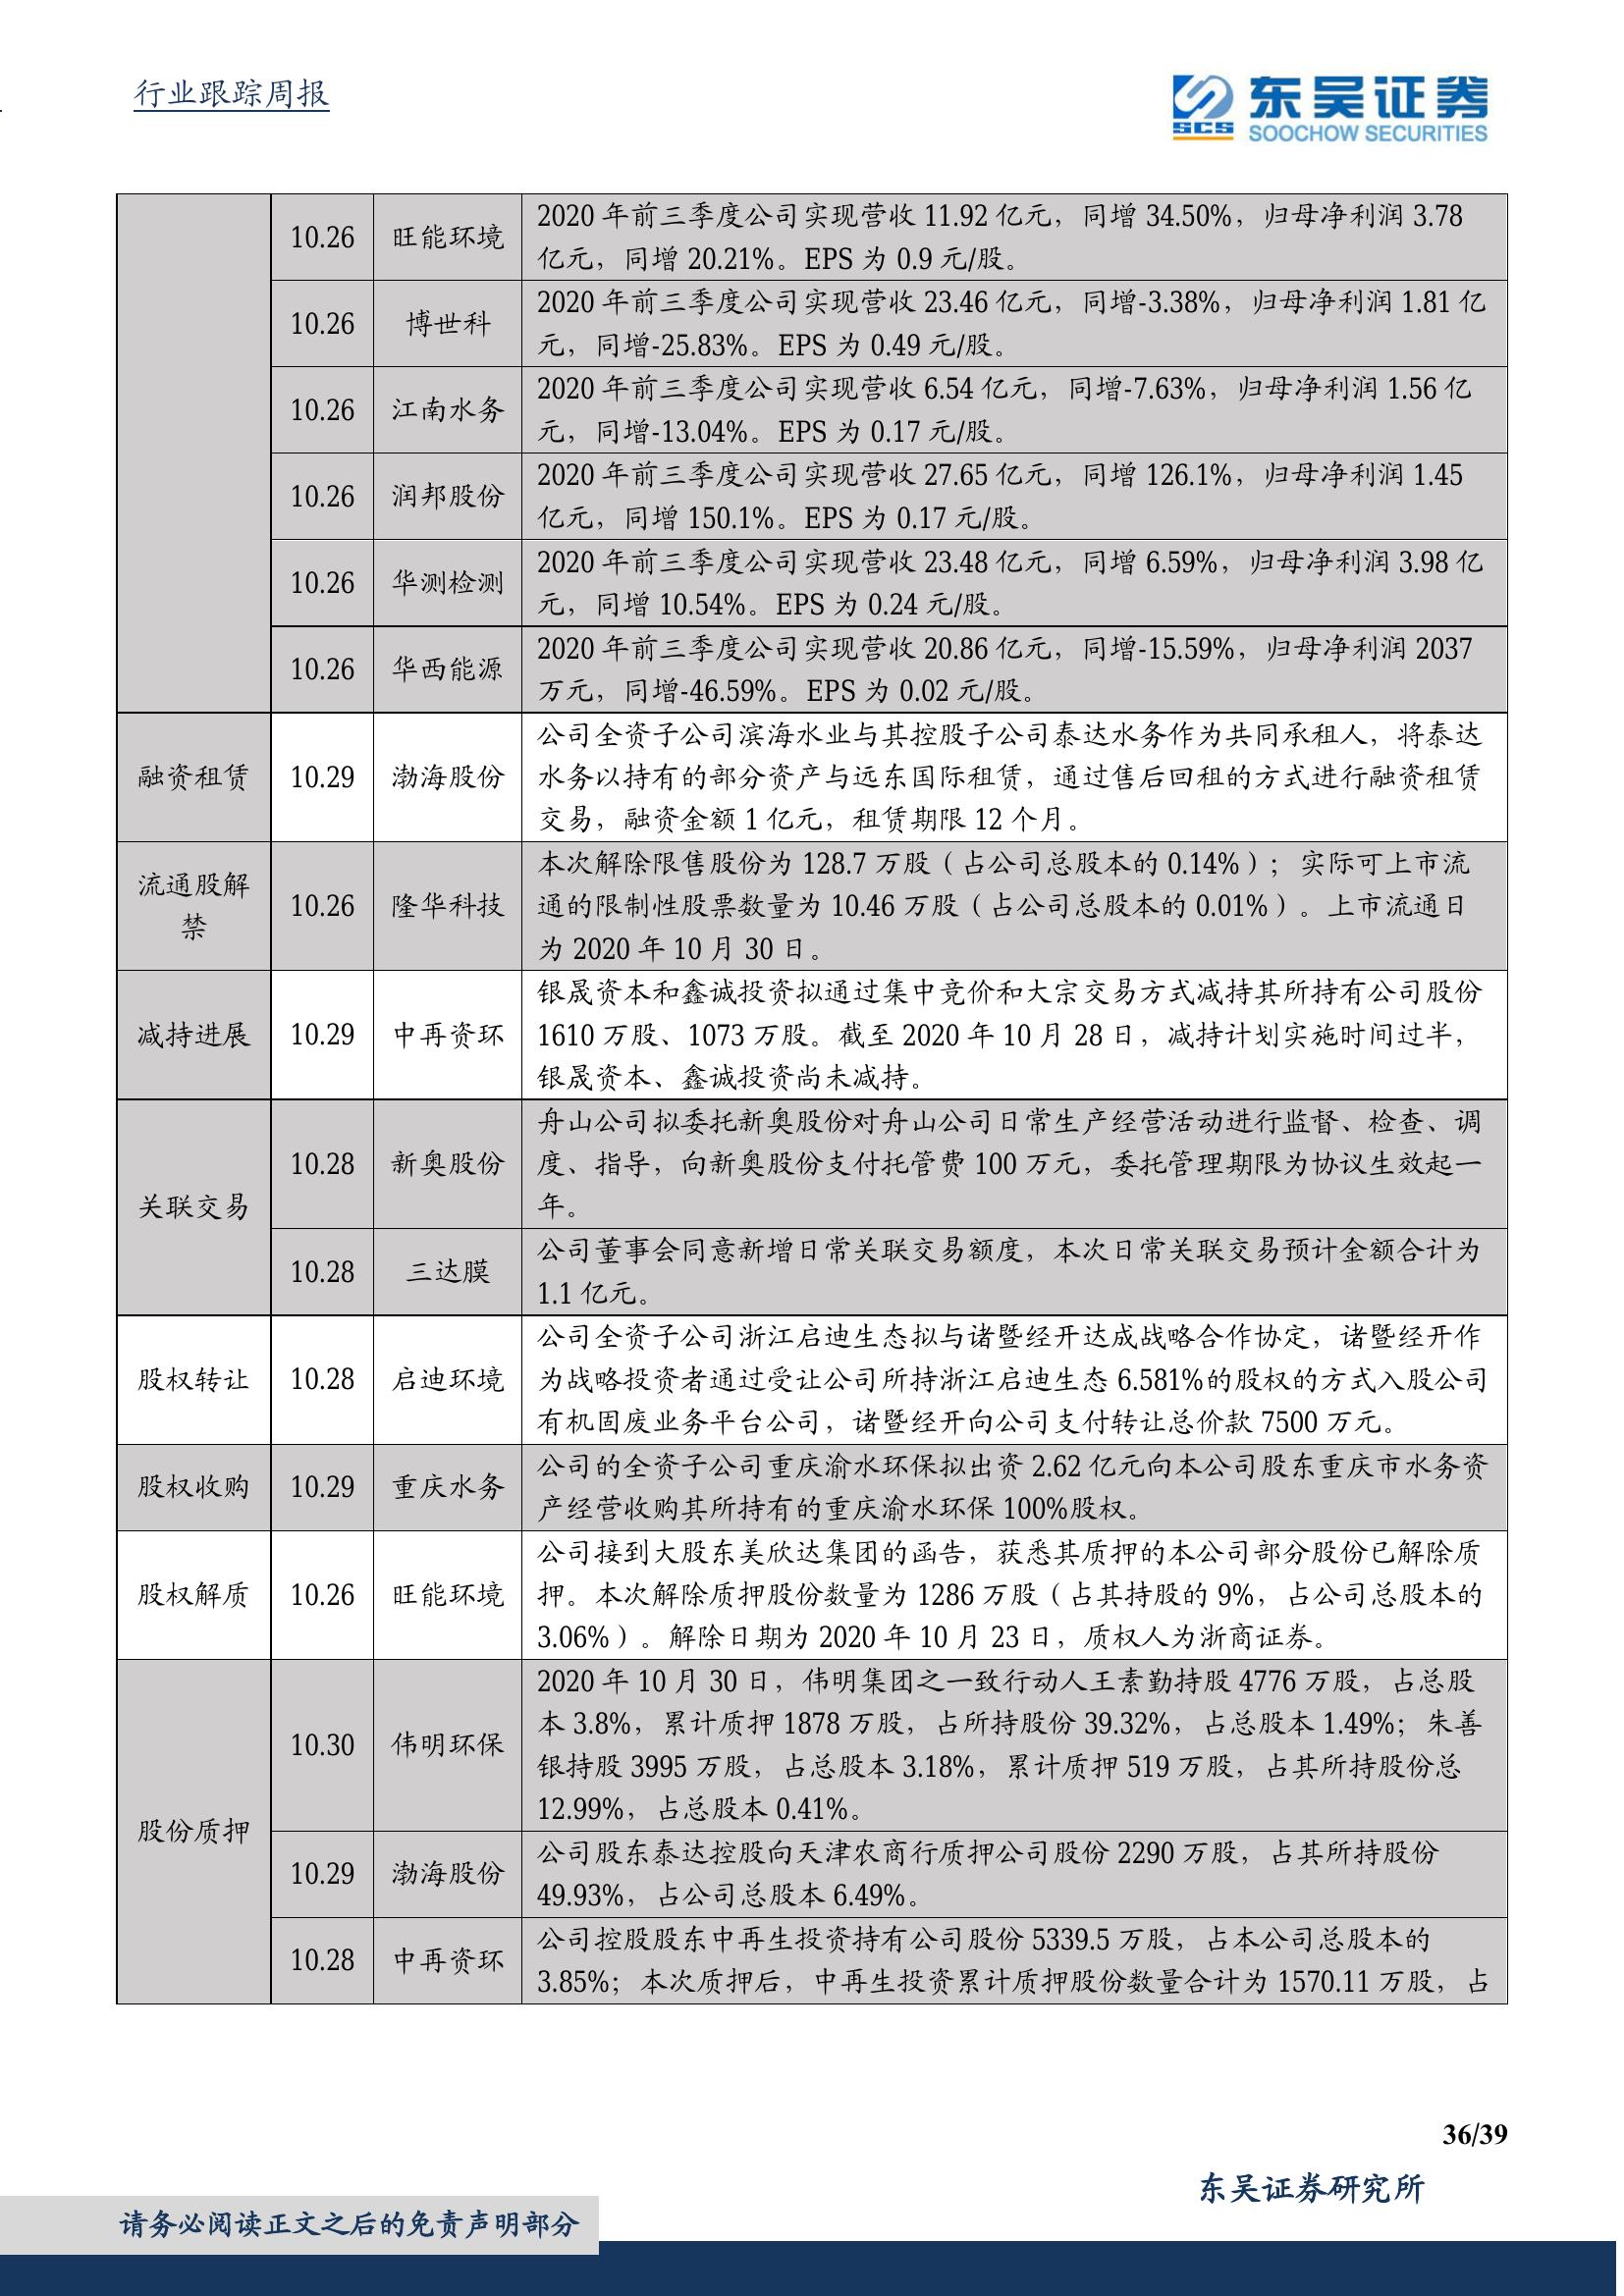 行业跟踪周报
SCS
东吴证券
SOOCHOW SECURITIES
10.26 旺能环境 2020 年前三季度公司实现营收 11.92 亿元，同增 34.50%，归母净利润 3.78
亿元，同增 20.21%。EPS 为 0.9 元/股。
10.26 博世科 2020 年前三季度公司实现营收 23.46 亿元，同增-3.38%，归母净利润 1.81 亿
元，同增-25.83%。EPS 为 0.49 元/股。
10.26 江南水务 2020 年前三季度公司实现营收 6.54 亿元，同增-7.63%，归母净利润 1.56 亿
元，同增-13.04%。EPS 为 0.17 元/股。
10.26 润邦股份 2020 年前三季度公司实现营收 27.65 亿元，同增 126.1%，归母净利润 1.45
亿元，同增 150.1%。EPS 为 0.17 元/股。
10.26 华测检测 2020 年前三季度公司实现营收 23.48 亿元，同增 6.59%，归母净利润 3.98 亿
元，同增 10.54%。EPS 为 0.24 元/股。
10.26 华西能源 2020 年前三季度公司实现营收 20.86 亿元，同增-15.59%，归母净利润 2037
万元，同增-46.59%。EPS 为 0.02 元/股。
融资租赁 10.29 渤海股份 公司全资子公司滨海水业与其控股子公司泰达水务作为共同承租人，将泰达
水务以持有的部分资产与远东国际租赁，通过售后回租的方式进行融资租赁
交易，融资金额 1 亿元，租赁期限 12 个月。
流通股解
禁 10.26 隆华科技 本次解除限售股份为 128.7 万股（占公司总股本的 0.14%）；实际可上市流
通的限制性股票数量为 10.46 万股（占公司总股本的 0.01%）。上市流通日
为 2020 年 10 月 30 日。
减持进展 10.29 中再资环 银晟资本和鑫诚投资拟通过集中竞价和大宗交易方式减持其所持有公司股份
1610 万股、1073 万股。截至 2020 年 10 月 28 日，减持计划实施时间过半，
银晟资本、鑫诚投资尚未减持。
关联交易 10.28 新奥股份 舟山公司拟委托新奥股份对舟山公司日常生产经营活动进行监督、检查、调
度、指导，向新奥股份支付托管费 100 万元，委托管理期限为协议生效起一
年。
10.28 三达膜 公司董事会同意新增日常关联交易额度，本次日常关联交易预计金额合计为
1.1 亿元。
股权转让 10.28 启迪环境 公司全资子公司浙江启迪生态拟与诸暨经开达成战略合作协定，诸暨经开作
为战略投资者通过受让公司所持浙江启迪生态 6.581%的股权的方式入股公司
有机固废业务平台公司，诸暨经开向公司支付转让总价款 7500 万元。
股权收购 10.29 重庆水务 公司的全资子公司重庆渝水环保拟出资 2.62 亿元向本公司股东重庆市水务资
产经营收购其所持有的重庆渝水环保 100%股权。
股权解质 10.26 旺能环境 公司接到大股东美欣达集团的函告，获悉其质押的本公司部分股份已解除质
押。本次解除质押股份数量为 1286 万股（占其持股的 9%，占公司总股本的
3.06%）。解除日期为 2020 年 10 月 23 日，质权人为浙商证券。
股份质押 10.30 伟明环保 2020 年 10 月 30 日，伟明集团之一致行动人王素勤持股 4776 万股，占总股
本 3.8%，累计质押 1878 万股，占所持股份 39.32%，占总股本 1.49%；朱善
银持股 3995 万股，占总股本 3.18%，累计质押 519 万股，占其所持股份总
12.99%，占总股本 0.41%。
10.29 渤海股份 公司股东泰达控股向天津农商行质押公司股份 2290 万股，占其所持股份
49.93%，占公司总股本 6.49%。
10.28 中再资环 公司控股股东中再生投资持有公司股份 5339.5 万股，占本公司总股本的
3.85%；本次质押后，中再生投资累计质押股份数量合计为 1570.11 万股，占
36/39
东吴证券研究所
请务必阅读正文之后的免责声明部分